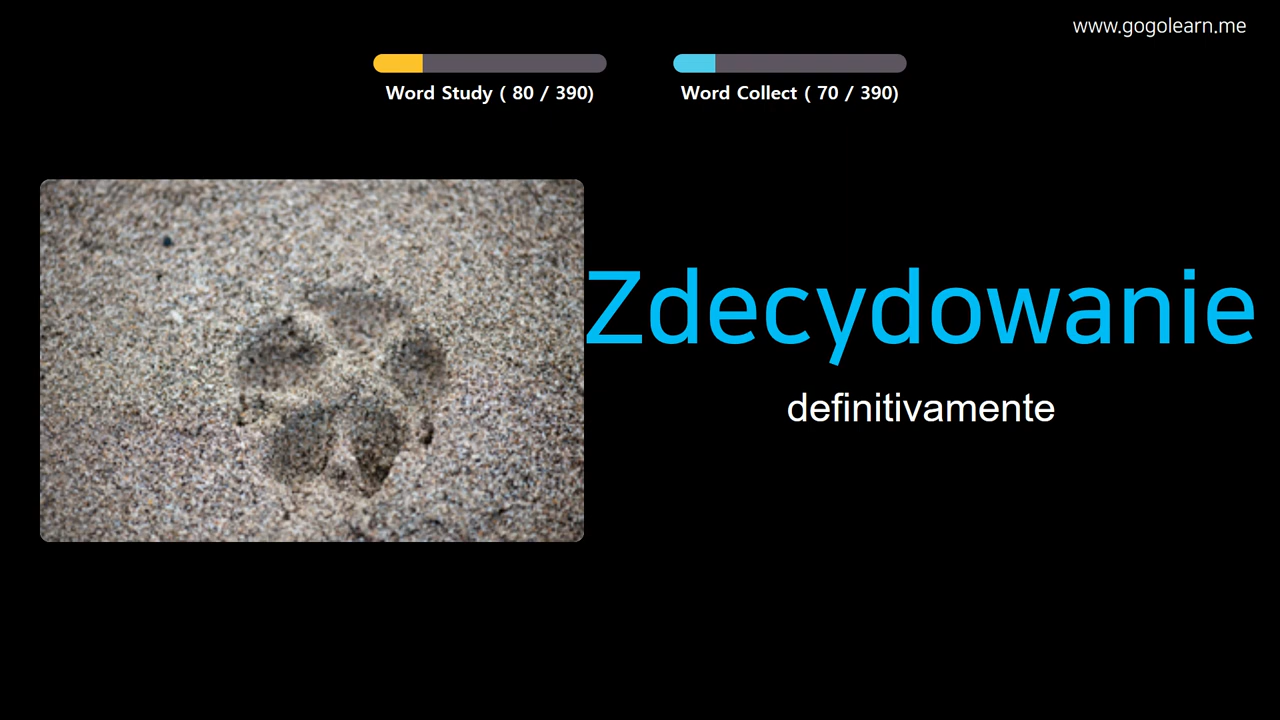 www.gogolearn.me
Word Study ( 80 / 390)
Word Collect ( 70 / 390)
Zdecydowanie
definitivamente